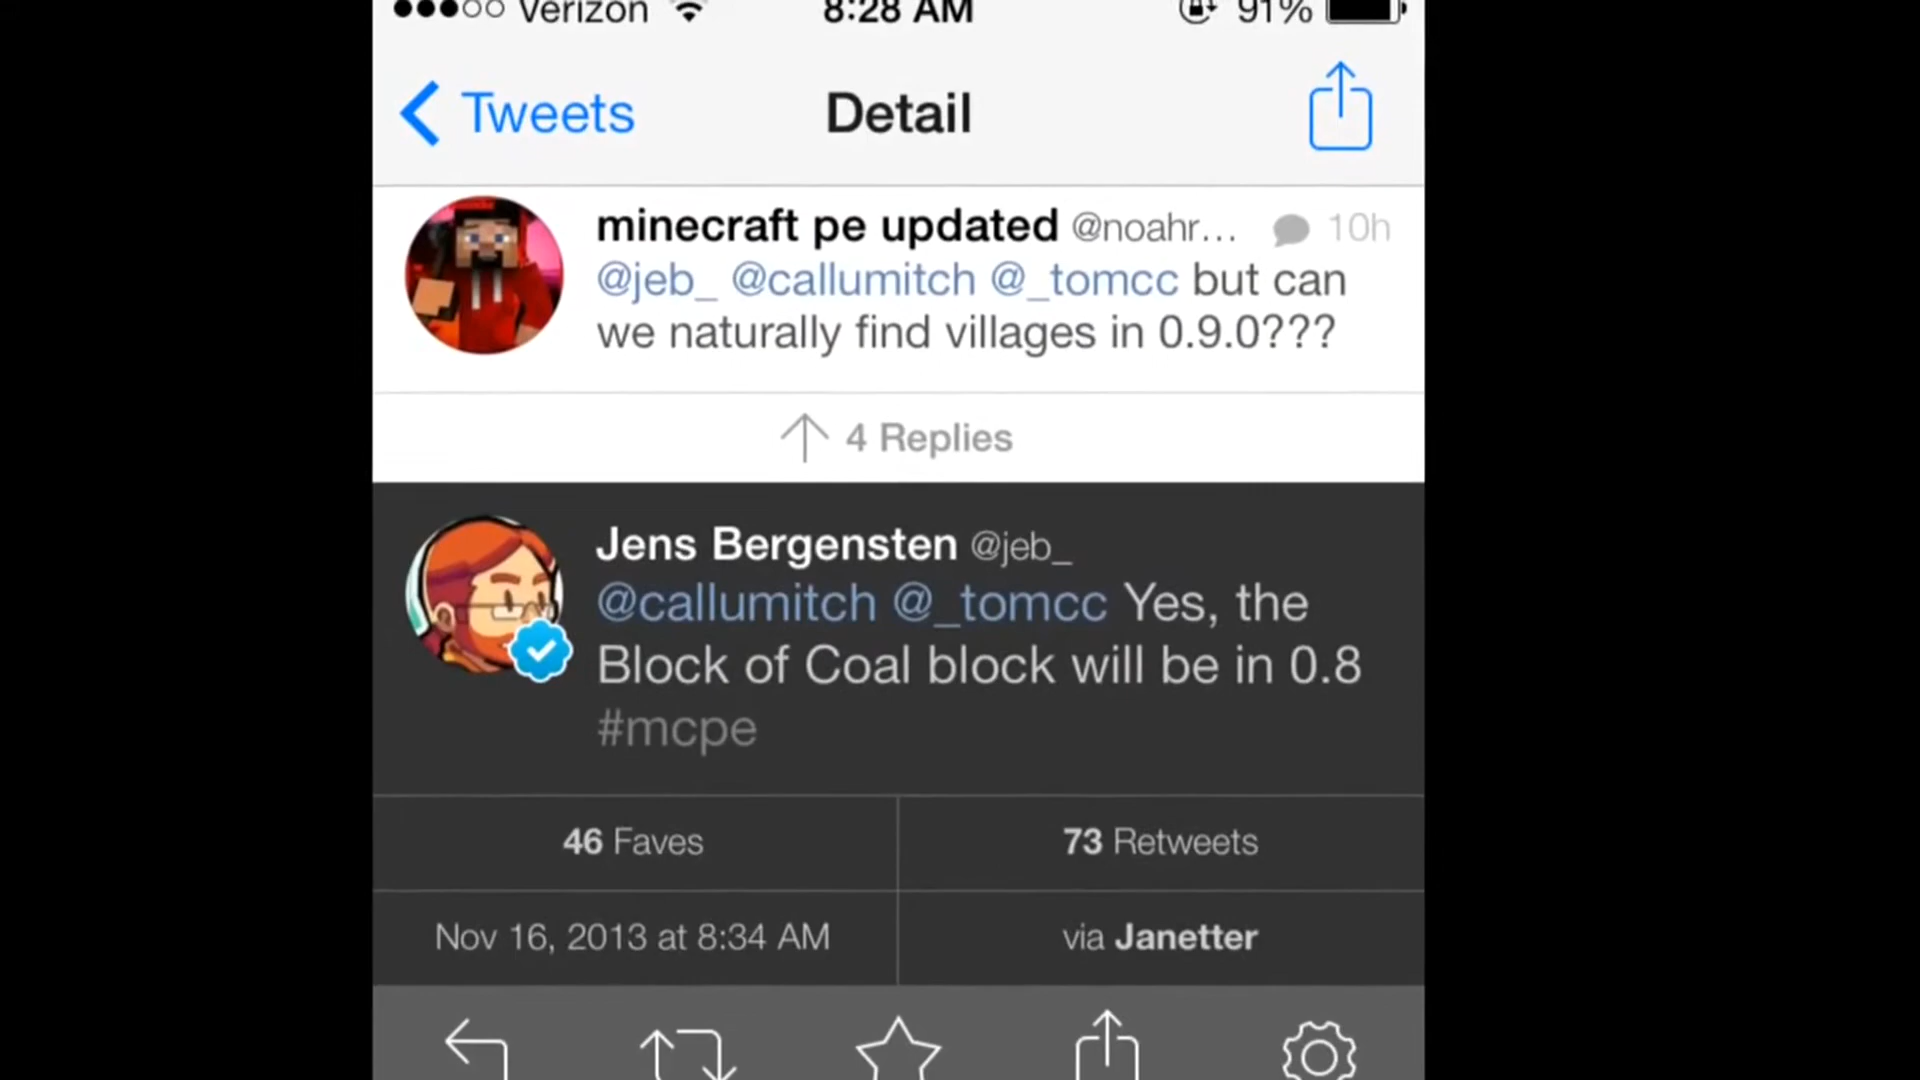 Verizon 8:28 AM 91%
Tweets Detail
minecraft pe updated @noahr... 10h
@jeb_ @callumitch @_tomcc but can
we naturally find villages in 0.9.0???
4 Replies
Jens Bergensten @jeb_
@callumitch @_tomcc Yes, the
Block of Coal block will be in 0.8
#mcpe
46 Faves 73 Retweets
Nov 16, 2013 at 8:34 AM via Janetter